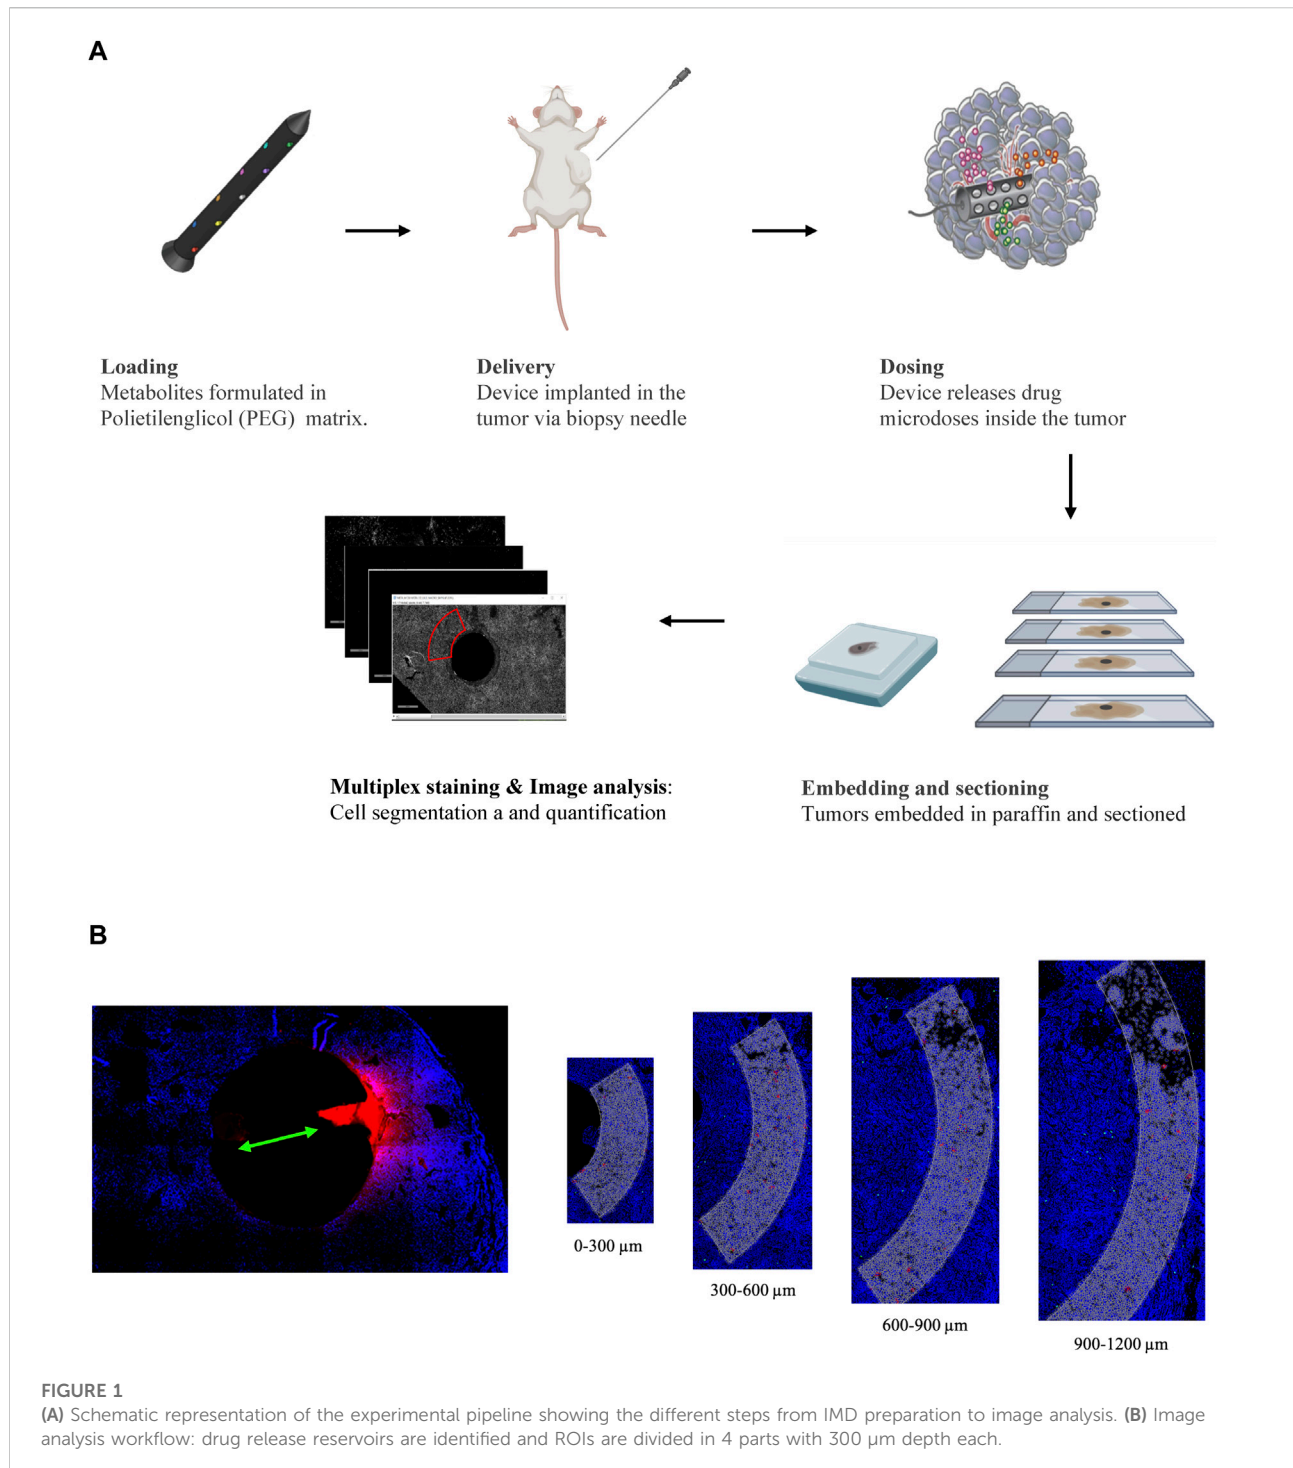 A
Loading
Metabolites formulated in
Polietilenglicol (PEG) matrix.
Delivery
Device implanted in the
tumor via biopsy needle
Dosing
Device releases drug
microdoses inside the tumor
Multiplex staining & Image analysis:
Cell segmentation a and quantification
Embedding and sectioning
Tumors embedded in paraffin and sectioned
B
0-300 µm
300-600 µm
600-900 µm
900-1200 µm
FIGURE 1
(A) Schematic representation of the experimental pipeline showing the different steps from IMD preparation to image analysis. (B) Image
analysis workflow: drug release reservoirs are identified and ROIs are divided in 4 parts with 300 µm depth each.